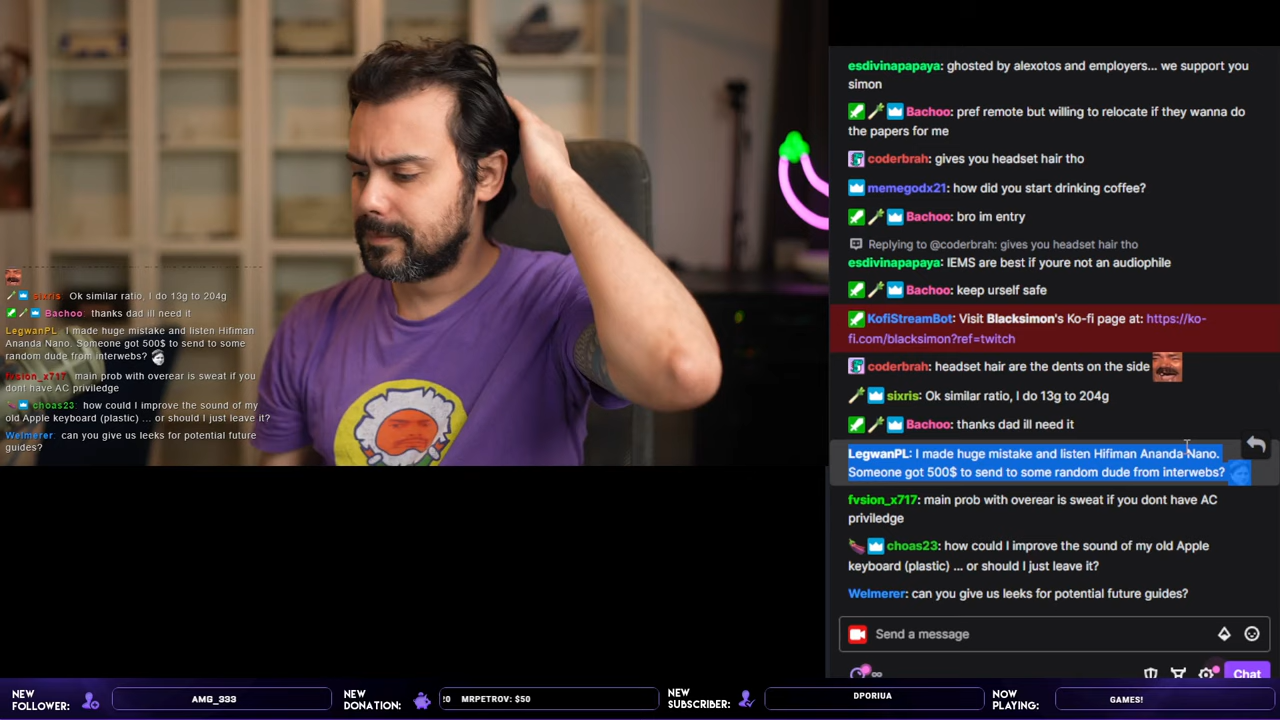 sixris: Ok similar ratio, I do 13g to 204g
Bachoo: thanks dad ill need it
LegwanPL: I made huge mistake and listen Hifiman
Ananda Nano. Someone got 500$ to send to some
random dude from interwebs?
fvsion_x717: main prob with overear is sweat if you
dont have AC priviledge
choas23: how could I improve the sound of my
old Apple keyboard (plastic) ... or should I just leave it?
Welmerer: can you give us leeks for potential future
guides?
esdivinapapaya: ghosted by alexotos and employers... we support you
simon
Bachoo: pref remote but willing to relocate if they wanna do
the papers for me
coderbrah: gives you headset hair tho
memegodx21: how did you start drinking coffee?
Bachoo: bro im entry
Replying to @coderbrah: gives you headset hair tho
esdivinapapaya: IEMS are best if youre not an audiophile
Bachoo: keep urself safe
KofiStreamBot: Visit Blacksimon's Ko-fi page at: https://ko-
fi.com/blacksimon?ref=twitch
coderbrah: headset hair are the dents on the side
sixris: Ok similar ratio, I do 13g to 204g
Bachoo: thanks dad ill need it
LegwanPL: I made huge mistake and listen Hifiman Ananda Nano.
Someone got 500$ to send to some random dude from interwebs?
fvsion_x717: main prob with overear is sweat if you dont have AC
priviledge
choas23: how could I improve the sound of my old Apple
keyboard (plastic) ... or should I just leave it?
Welmerer: can you give us leeks for potential future guides?
Send a message
Chat
NEW
FOLLOWER:
AMG_333
NEW
DONATION:
MRPETROV: $50
NEW
SUBSCRIBER:
DPORIUA
NOW
PLAYING:
GAMES!